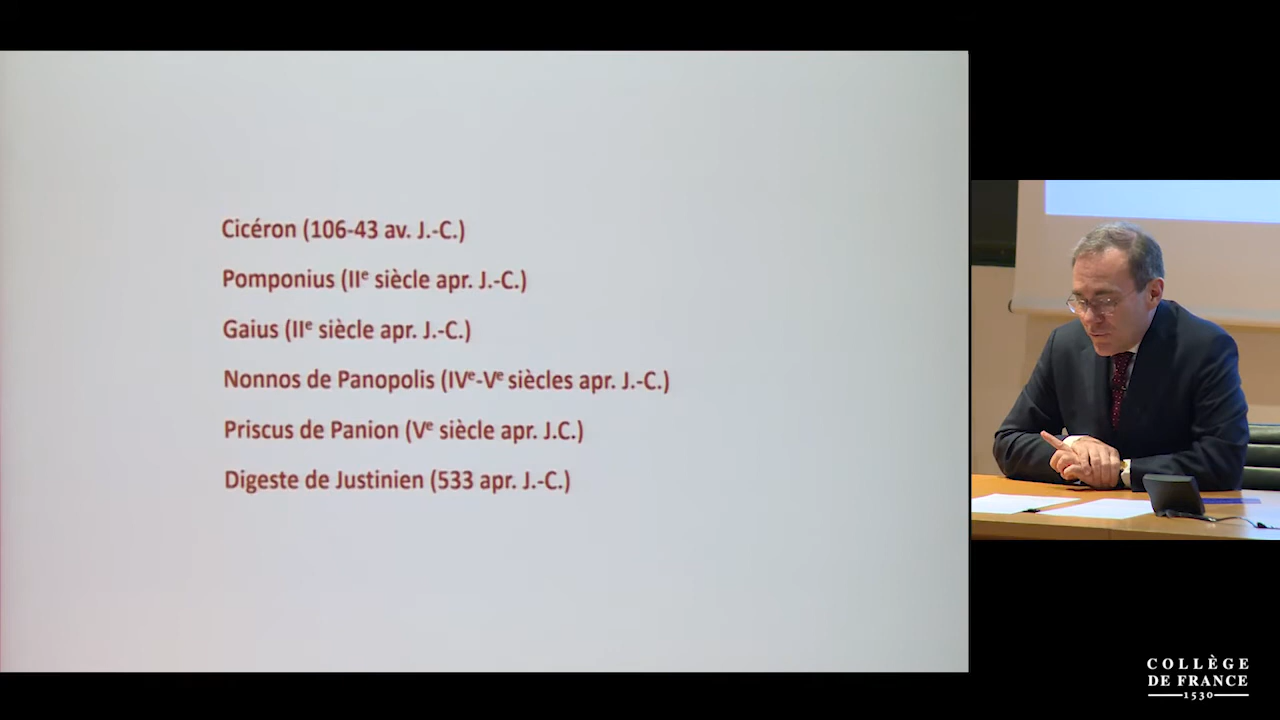 Cicéron (106-43 av. J.-C.)
Pomponius (IIᵉ siècle apr. J.-C.)
Gaius (IIᵉ siècle apr. J.-C.)
Nonnos de Panopolis (IVᵉ-Vᵉ siècles apr. J.-C.)
Priscus de Panion (Vᵉ siècle apr. J.C.)
Digeste de Justinien (533 apr. J.-C.)
COLLÈGE
DE FRANCE
1530